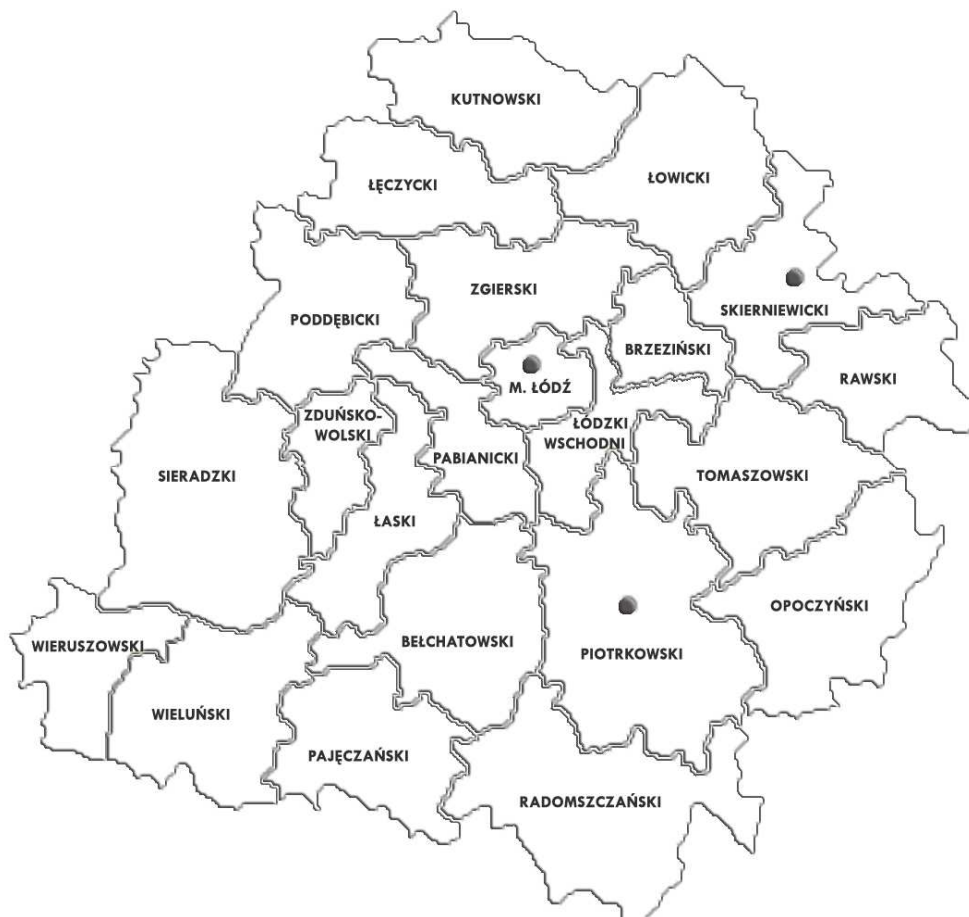 KUTNOWSKI
ŁĘCZYCKI
ŁOWICKI
ZGIERSKI
SKIERNIEWICKI
PODDĘBICKI
BRZEZIŃSKI
RAWSKI
M. ŁÓDŹ
ZDUŃSKO-
WOLSKI
ŁÓDZKI
WSCHODNI
PABIANICKI
SIERADZKI
TOMASZOWSKI
ŁASKI
OPOCZYŃSKI
WIERUSZOWSKI
BEŁCHATOWSKI
PIOTRKOWSKI
WIELUŃSKI
PAJĘCZAŃSKI
RADOMSZCZAŃSKI